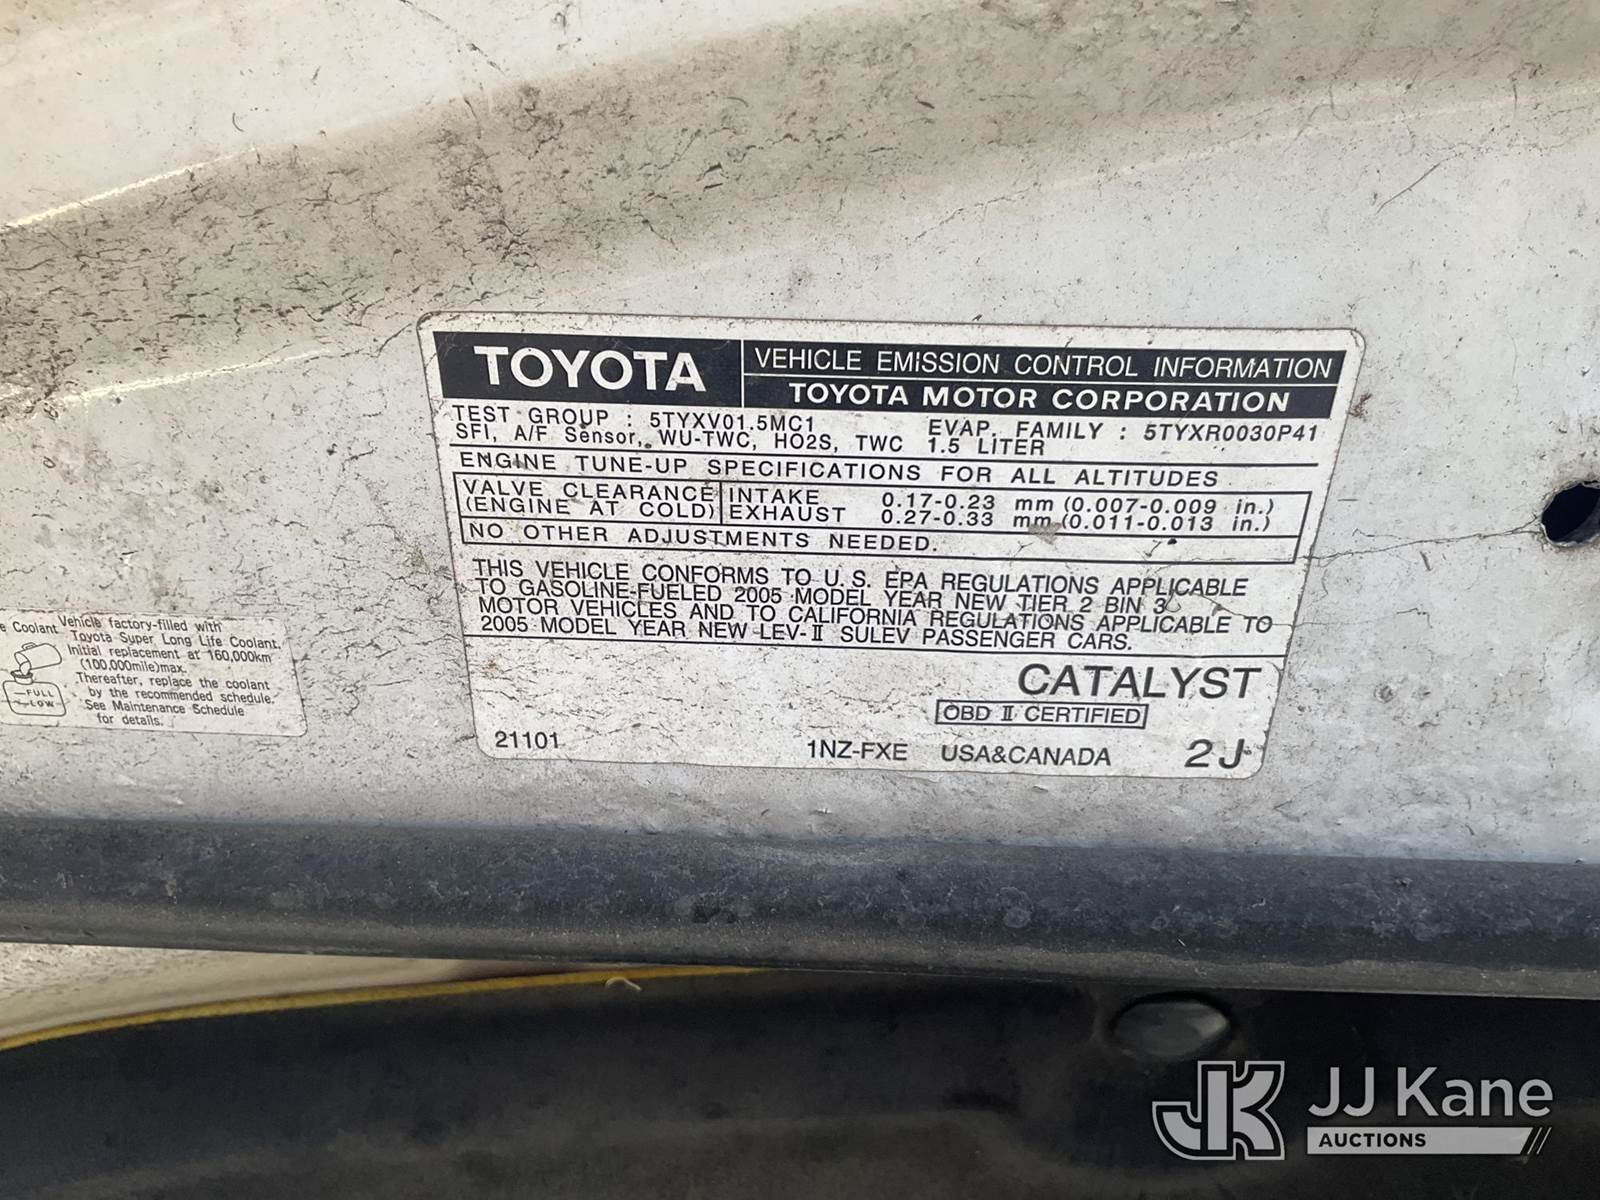 TOYOTA
VEHICLE EMISSION CONTROL INFORMATION
TOYOTA MOTOR CORPORATION
TEST GROUP : 5TYXV01.5MC1 EVAP. FAMILY : 5TYXR0030P41
SFI, A/F Sensor, WU-TWC, HO2S, TWC 1.5 LITER
ENGINE TUNE-UP SPECIFICATIONS FOR ALL ALTITUDES
VALVE CLEARANCE INTAKE 0.17-0.23 mm (0.007-0.009 in.)
(ENGINE AT COLD) EXHAUST 0.27-0.33 mm (0.011-0.013 in.)
NO OTHER ADJUSTMENTS NEEDED.
THIS VEHICLE CONFORMS TO U.S. EPA REGULATIONS APPLICABLE
TO GASOLINE-FUELED 2005 MODEL YEAR NEW TIER 2 BIN 3
MOTOR VEHICLES AND TO CALIFORNIA REGULATIONS APPLICABLE TO
2005 MODEL YEAR NEW LEV-II SULEV PASSENGER CARS.
CATALYST
OBD II CERTIFIED
21101 1NZ-FXE USA&CANADA 2J
e Coolant
Vehicle factory-filled with
Toyota Super Long Life Coolant.
Initial replacement at 160,000km
(100,000mile)max.
Thereafter, replace the coolant
by the recommended schedule.
See Maintenance Schedule
for details.
FULL
LOW
JK JJ Kane
AUCTIONS